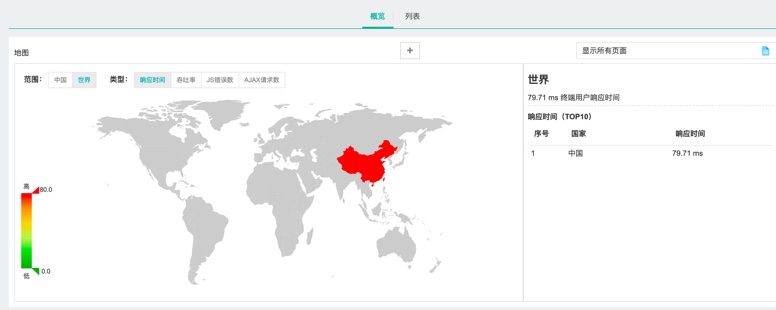 概览 列表
地图
+
显示所有页面
范围： 中国 世界 类型： 响应时间 吞吐率 JS错误数 AJAX请求数
高
80.0
0.0
低
世界
79.71 ms 终端用户响应时间
响应时间（TOP10）
序号 国家 响应时间
1 中国 79.71 ms